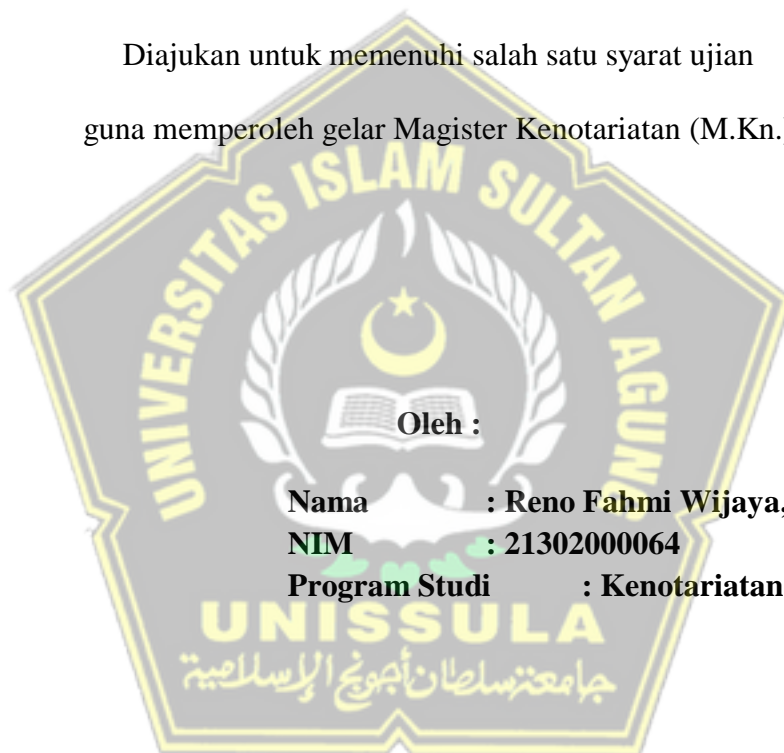 Diajukan untuk memenuhi salah satu syarat ujian
guna memperoleh gelar Magister Kenotariatan (M.Kn.)
UNIVERSITAS ISLAM SULTAN AGUNG
Oleh :
Nama : Reno Fahmi Wijaya,
NIM : 21302000064
Program Studi : Kenotariatan
UNISSULA
جامعة سلطان أجونج الإسلامية